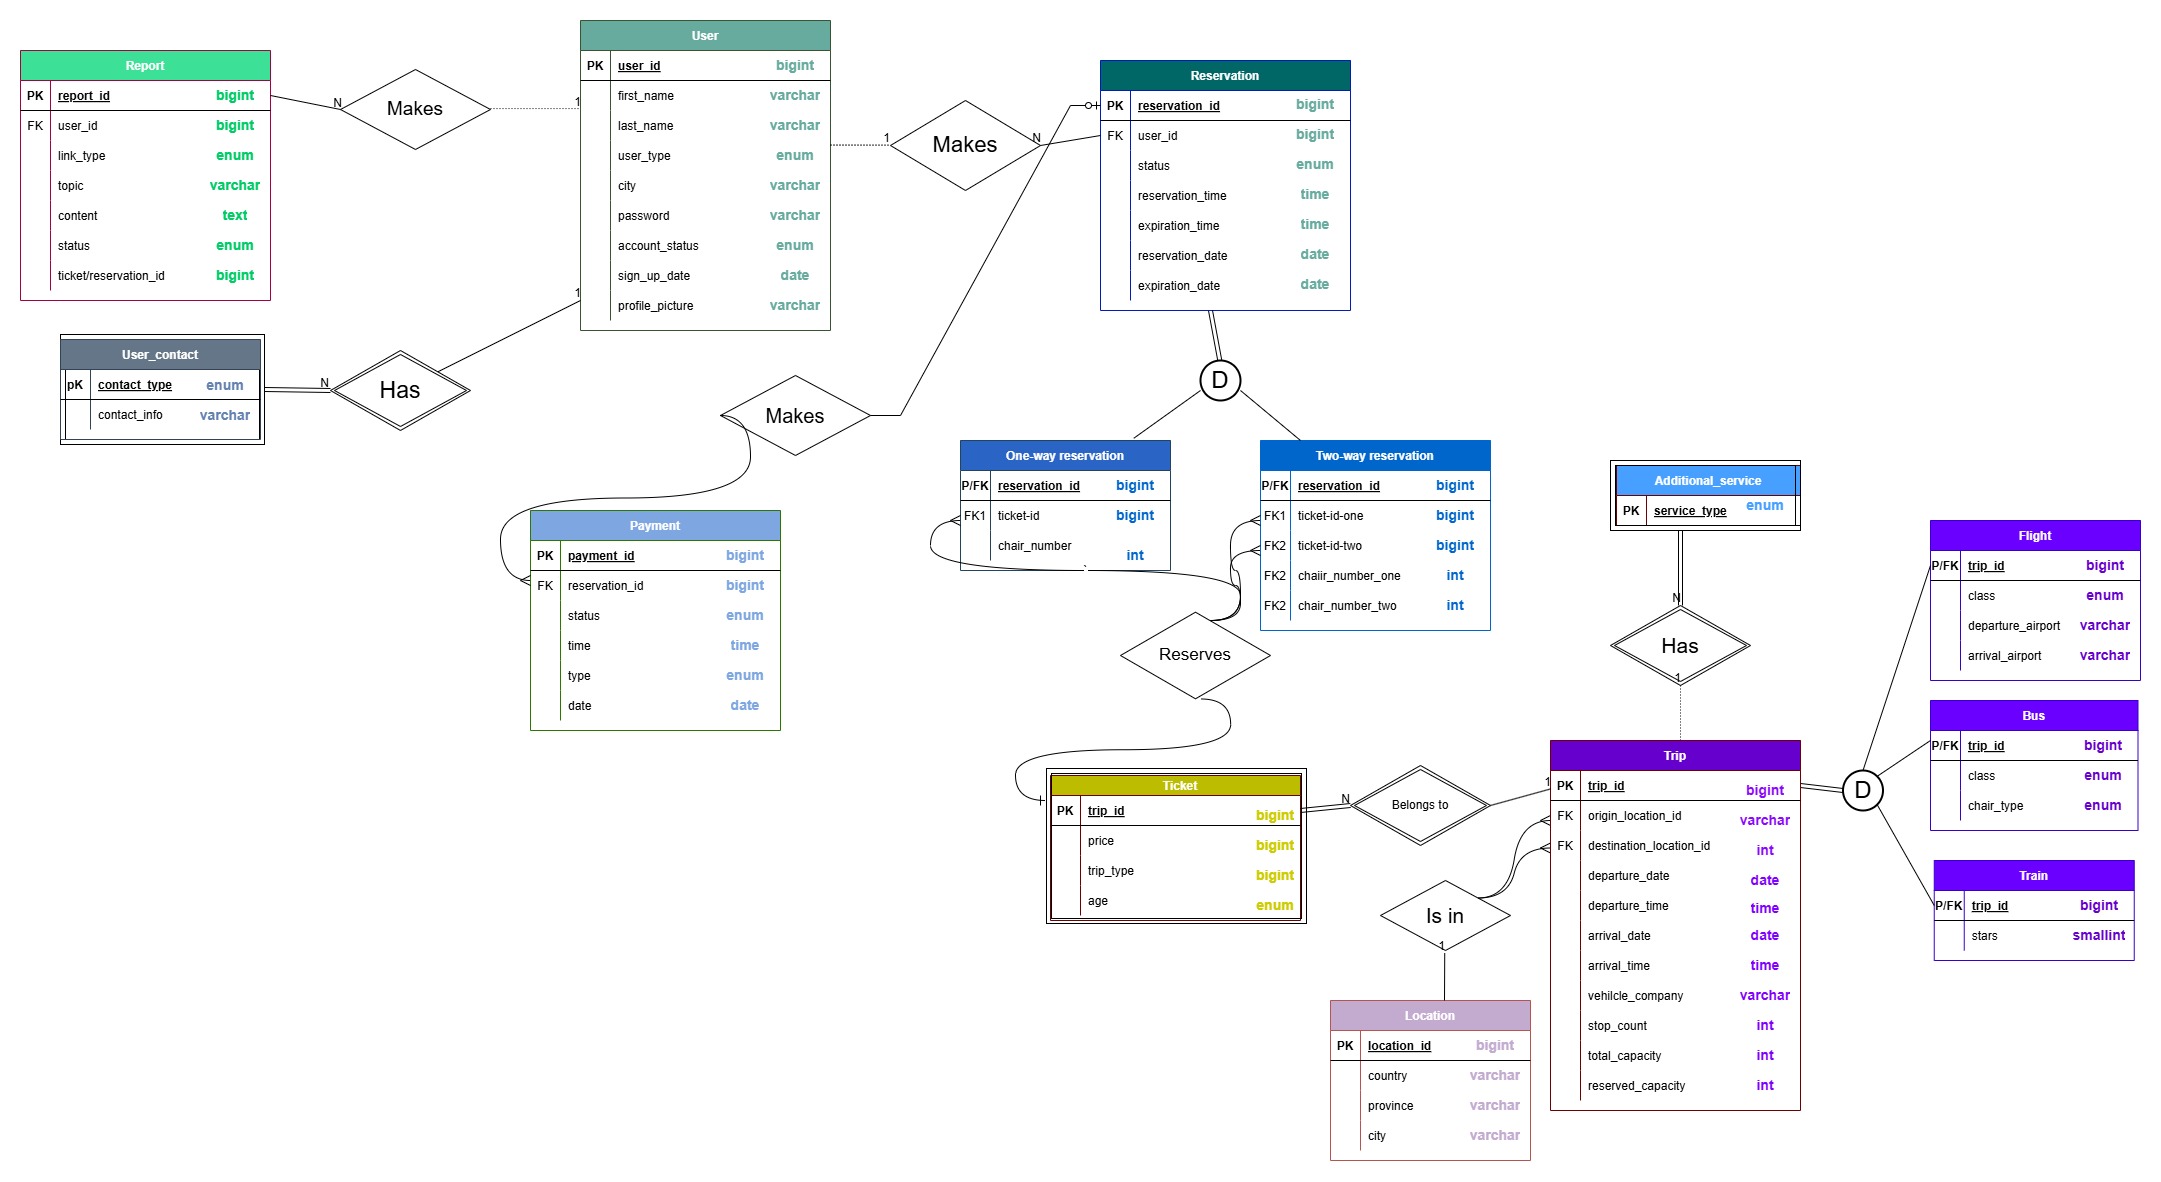 Report
PK report_id bigint
FK user_id bigint
link_type enum
topic varchar
content text
status enum
ticket/reservation_id bigint
N
Makes
1
User
PK user_id bigint
first_name varchar
last_name varchar
user_type enum
city varchar
password varchar
account_status enum
sign_up_date date
profile_picture varchar
1
Makes
N
Reservation
PK reservation_id bigint
FK user_id bigint
status enum
reservation_time time
expiration_time time
reservation_date date
expiration_date date
User_contact
pK contact_type enum
contact_info varchar
N
Has
1
Makes
D
Payment
PK payment_id bigint
FK reservation_id bigint
status enum
time time
type enum
date date
One-way reservation
P/FK reservation_id bigint
FK1 ticket-id bigint
chair_number int
Two-way reservation
P/FK reservation_id bigint
FK1 ticket-id-one bigint
FK2 ticket-id-two bigint
FK2 chaiir_number_one int
FK2 chair_number_two int
Reserves
Additional_service
PK service_type enum
N
Has
1
Flight
P/FK trip_id bigint
class enum
departure_airport varchar
arrival_airport varchar
Bus
P/FK trip_id bigint
class enum
chair_type enum
Train
P/FK trip_id bigint
stars smallint
D
Ticket
PK trip_id bigint
price bigint
trip_type bigint
age enum
N
Belongs to
1
Trip
PK trip_id bigint
FK origin_location_id varchar
FK destination_location_id int
departure_date date
departure_time time
arrival_date date
arrival_time time
vehilcle_company varchar
stop_count int
total_capacity int
reserved_capacity int
Is in
1
Location
PK location_id bigint
country varchar
province varchar
city varchar